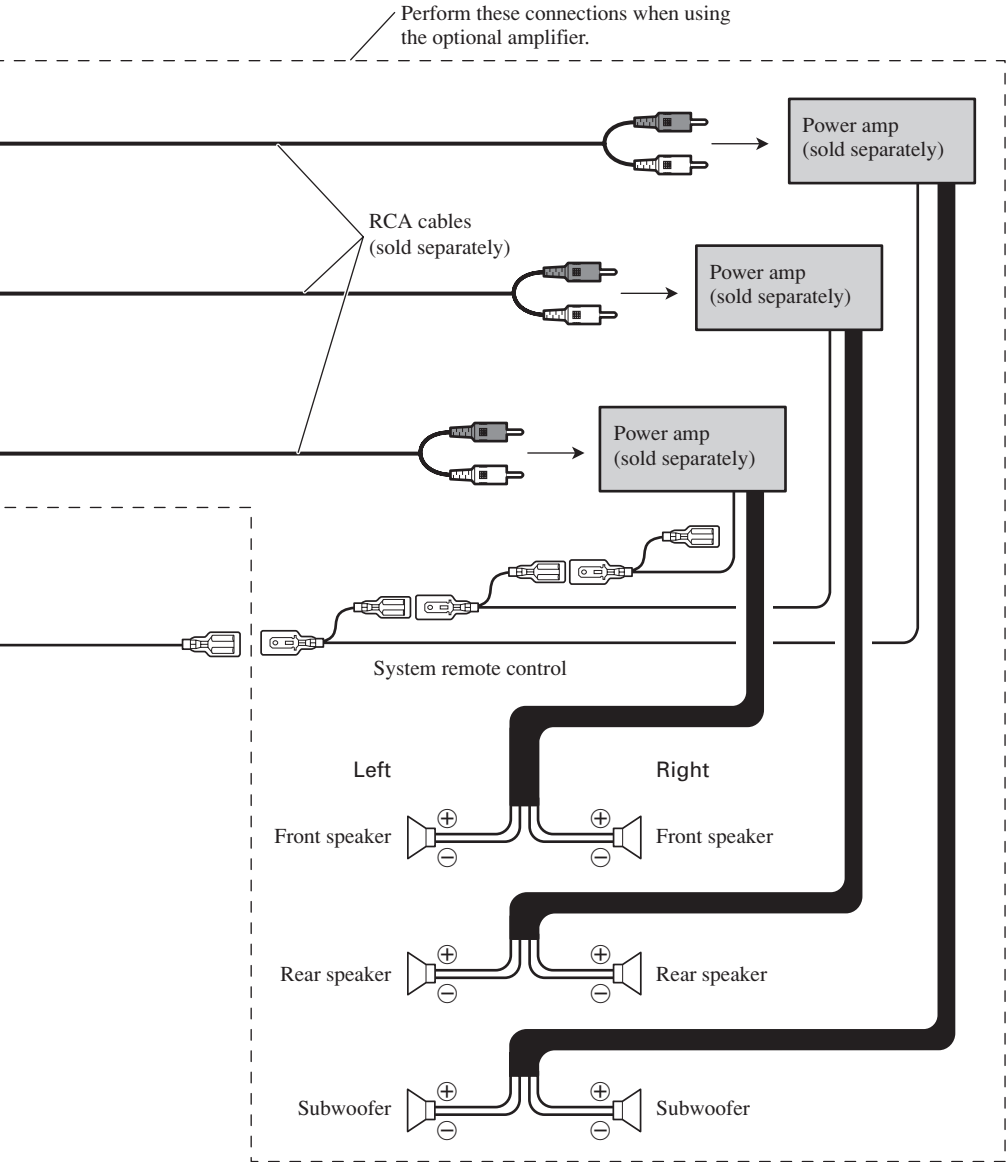 Perform these connections when using
the optional amplifier.
Power amp
(sold separately)
RCA cables
(sold separately)
Power amp
(sold separately)
Power amp
(sold separately)
System remote control
Left
Right
⊕
⊕
Front speaker
Front speaker
⊖
⊖
⊕
⊕
Rear speaker
Rear speaker
⊖
⊖
⊕
⊕
Subwoofer
Subwoofer
⊖
⊖